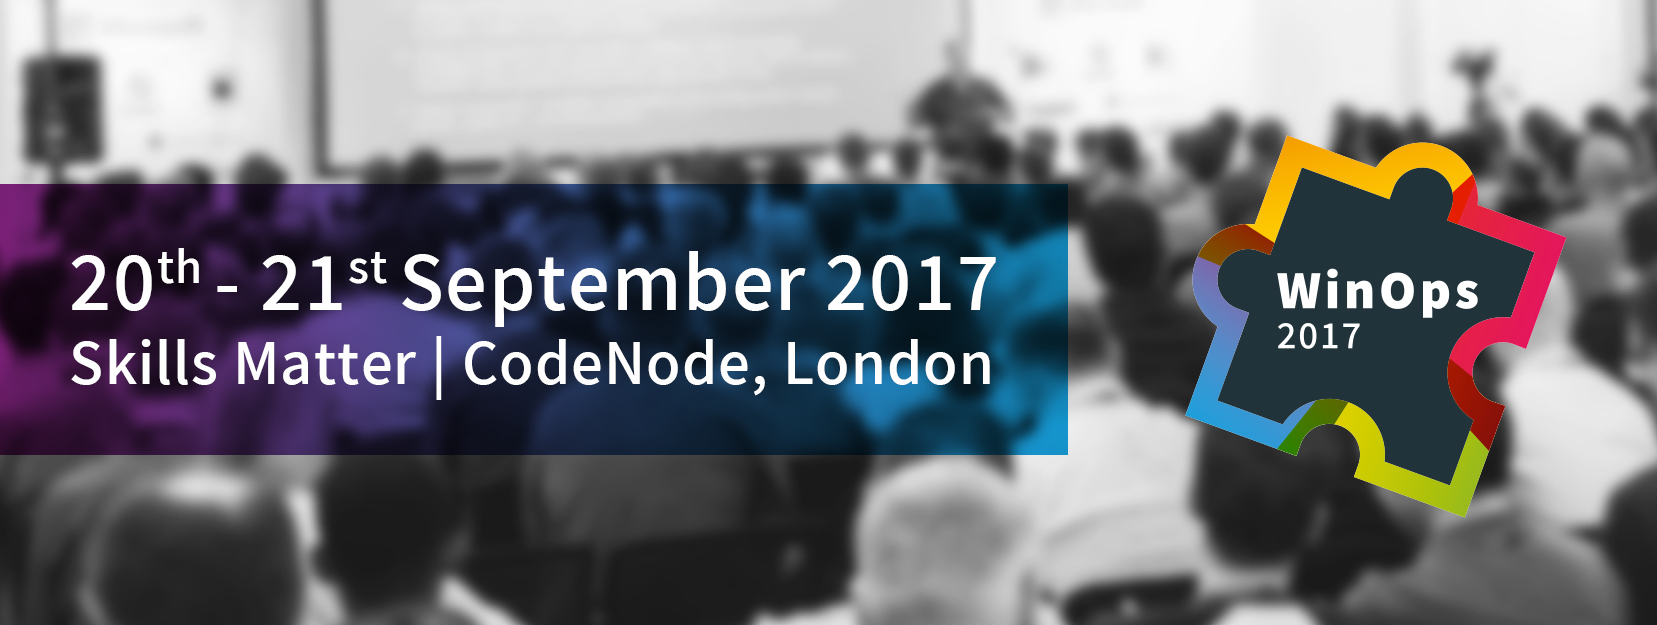 20th - 21st September 2017
Skills Matter | CodeNode, London
WinOps
2017